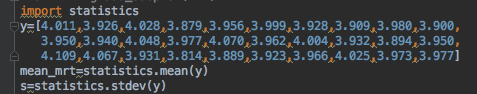 import statistics
y=[4.011,3.926,4.028,3.879,3.956,3.999,3.928,3.909,3.980,3.900,
3.950,3.940,4.048,3.977,4.070,3.962,4.004,3.932,3.894,3.950,
4.109,4.067,3.931,3.814,3.889,3.923,3.966,4.025,3.973,3.977]
mean_mrt=statistics.mean(y)
s=statistics.stdev(y)